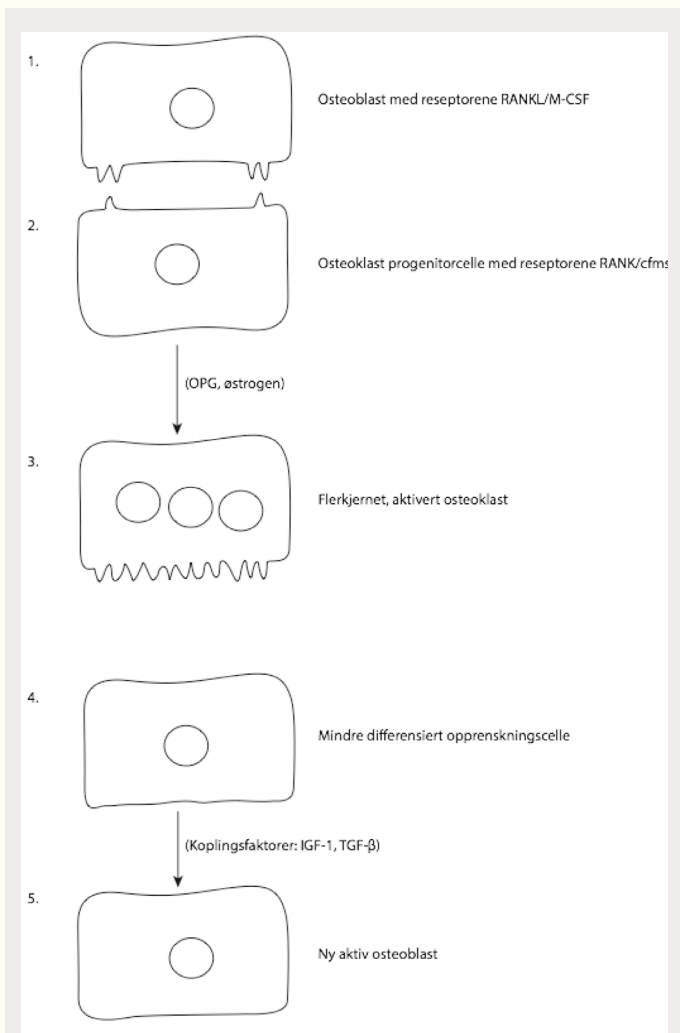 1.
Osteoblast med reseptorene RANKL/M-CSF
2.
Osteoklast progenitorcelle med reseptorene RANK/cfms
(OPG, østrogen)
3.
Flerkjernet, aktivert osteoklast
4.
Mindre differensiert opprenskningscelle
(Koplingsfaktorer: IGF-1, TGF-β)
5.
Ny aktiv osteoblast